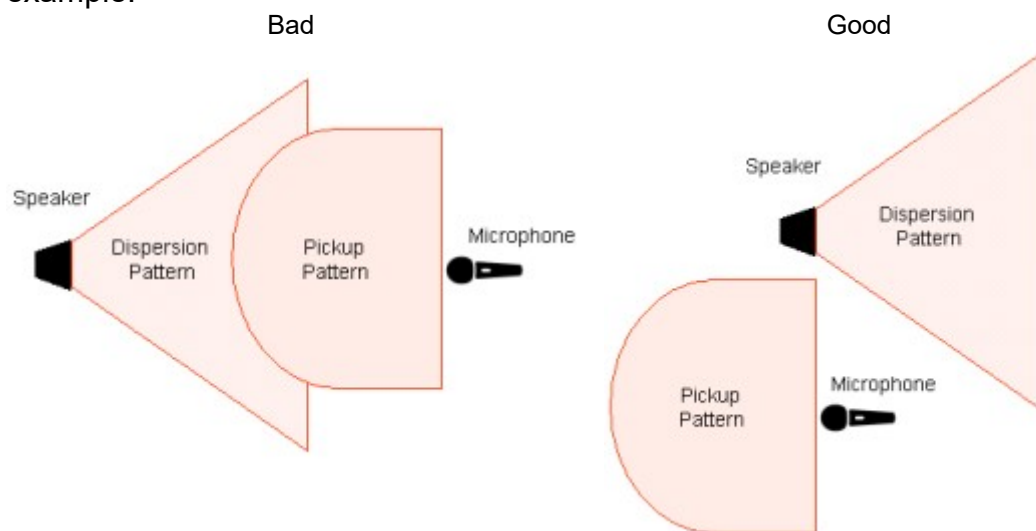 example:
Bad
Good
Speaker
Dispersion
Pattern
Pickup
Pattern
Microphone
Speaker
Dispersion
Pattern
Pickup
Pattern
Microphone